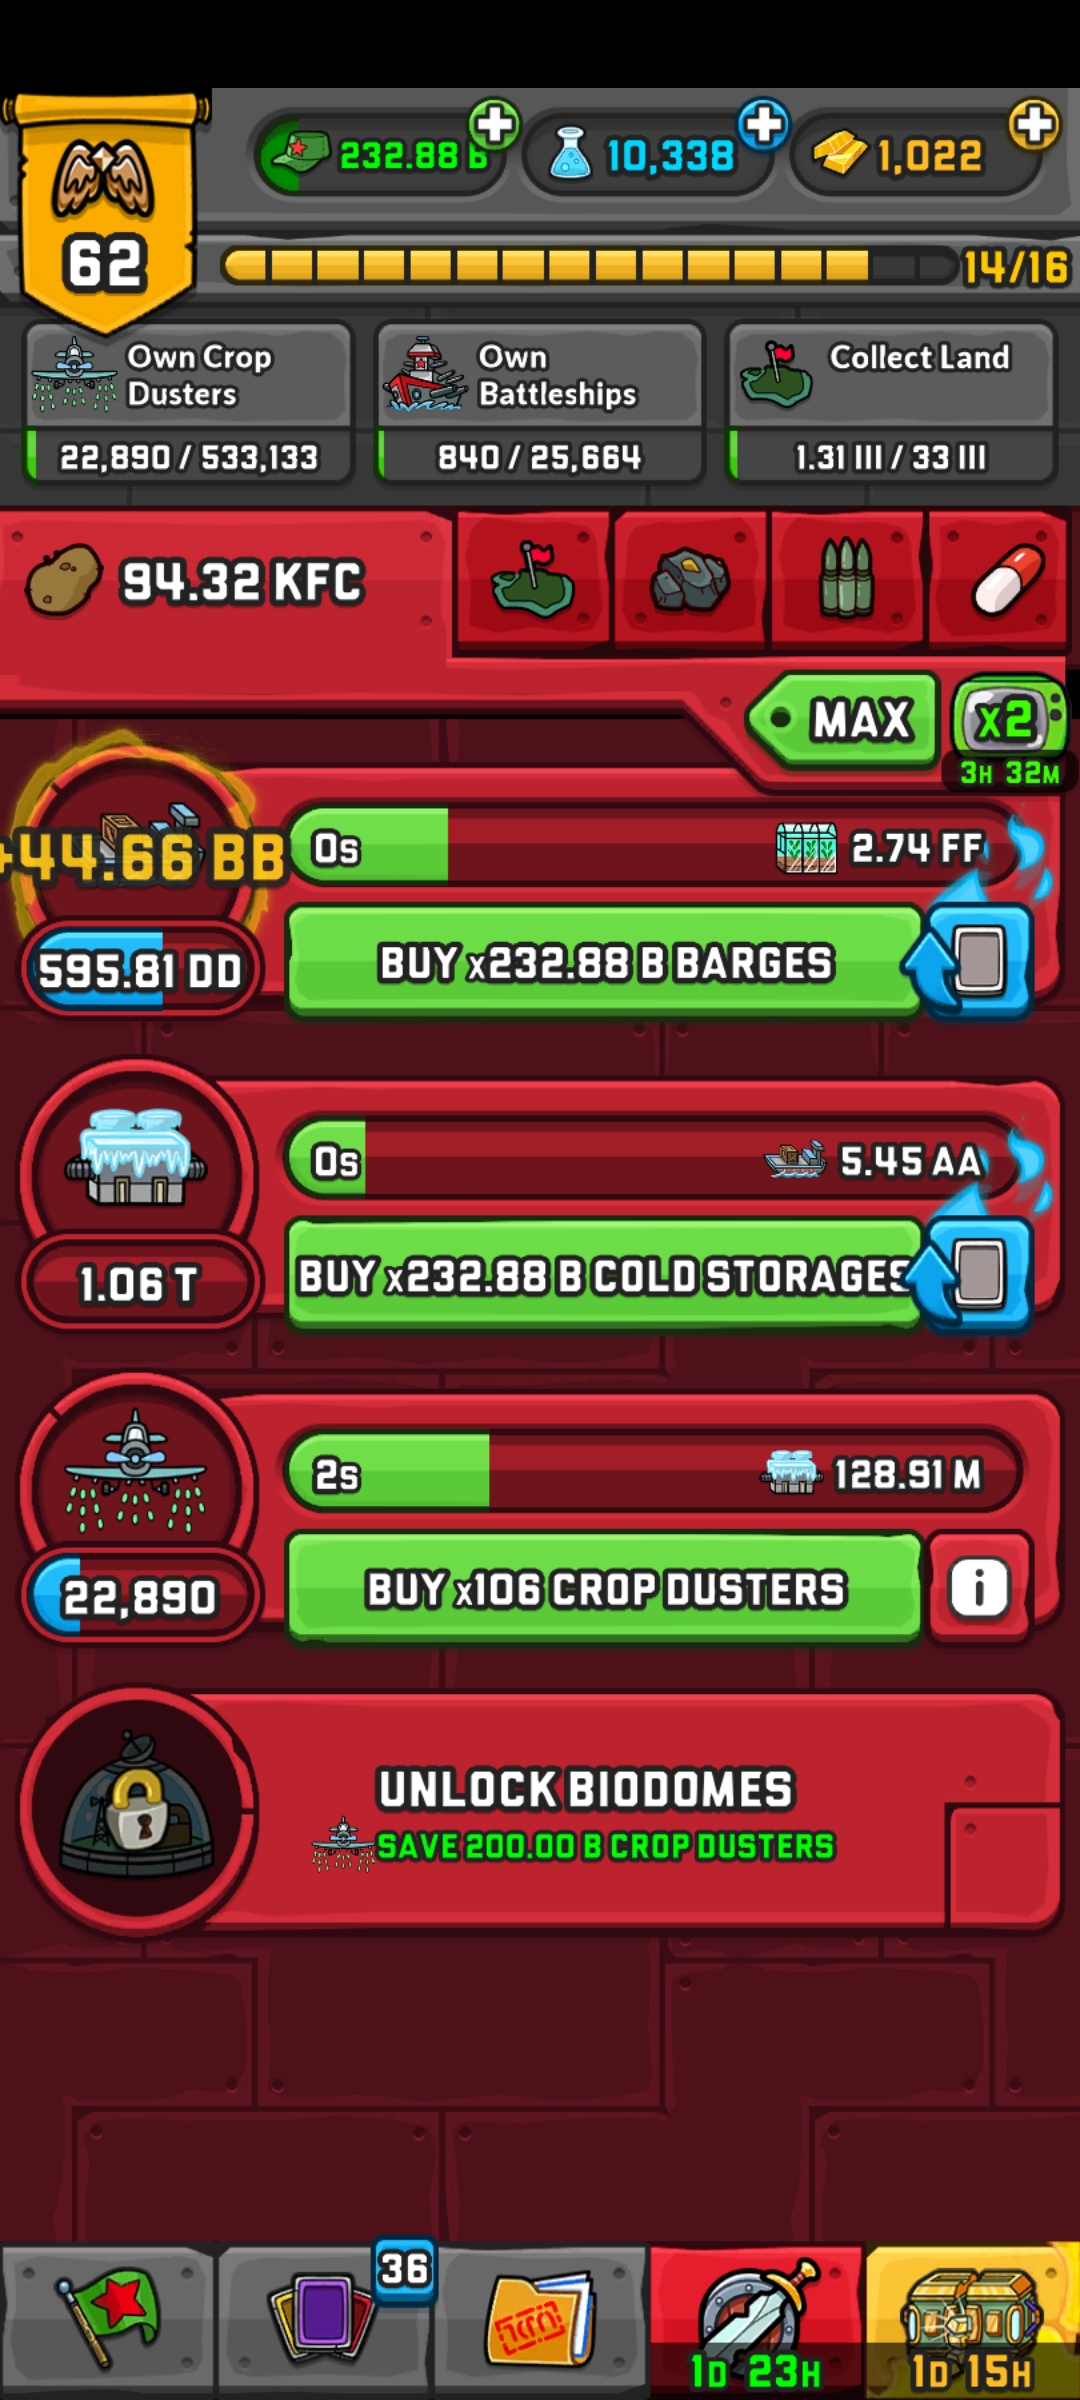 232.88 B
10,338
1,022
62
14/16
Own Crop
Dusters
Own
Battleships
Collect Land
22,890 / 533,133
840 / 25,664
1.31 III / 33 III
94.32 KFC
MAX
x2
3H 32M
+44.66 BB
0s
2.74 FF
595.81 DD
BUY x232.88 B BARGES
0s
5.45 AA
1.06 T
BUY x232.88 B COLD STORAGES
2s
128.91 M
22,890
BUY x106 CROP DUSTERS
i
UNLOCK BIODOMES
SAVE 200.00 B CROP DUSTERS
36
1D 23H
1D 15H